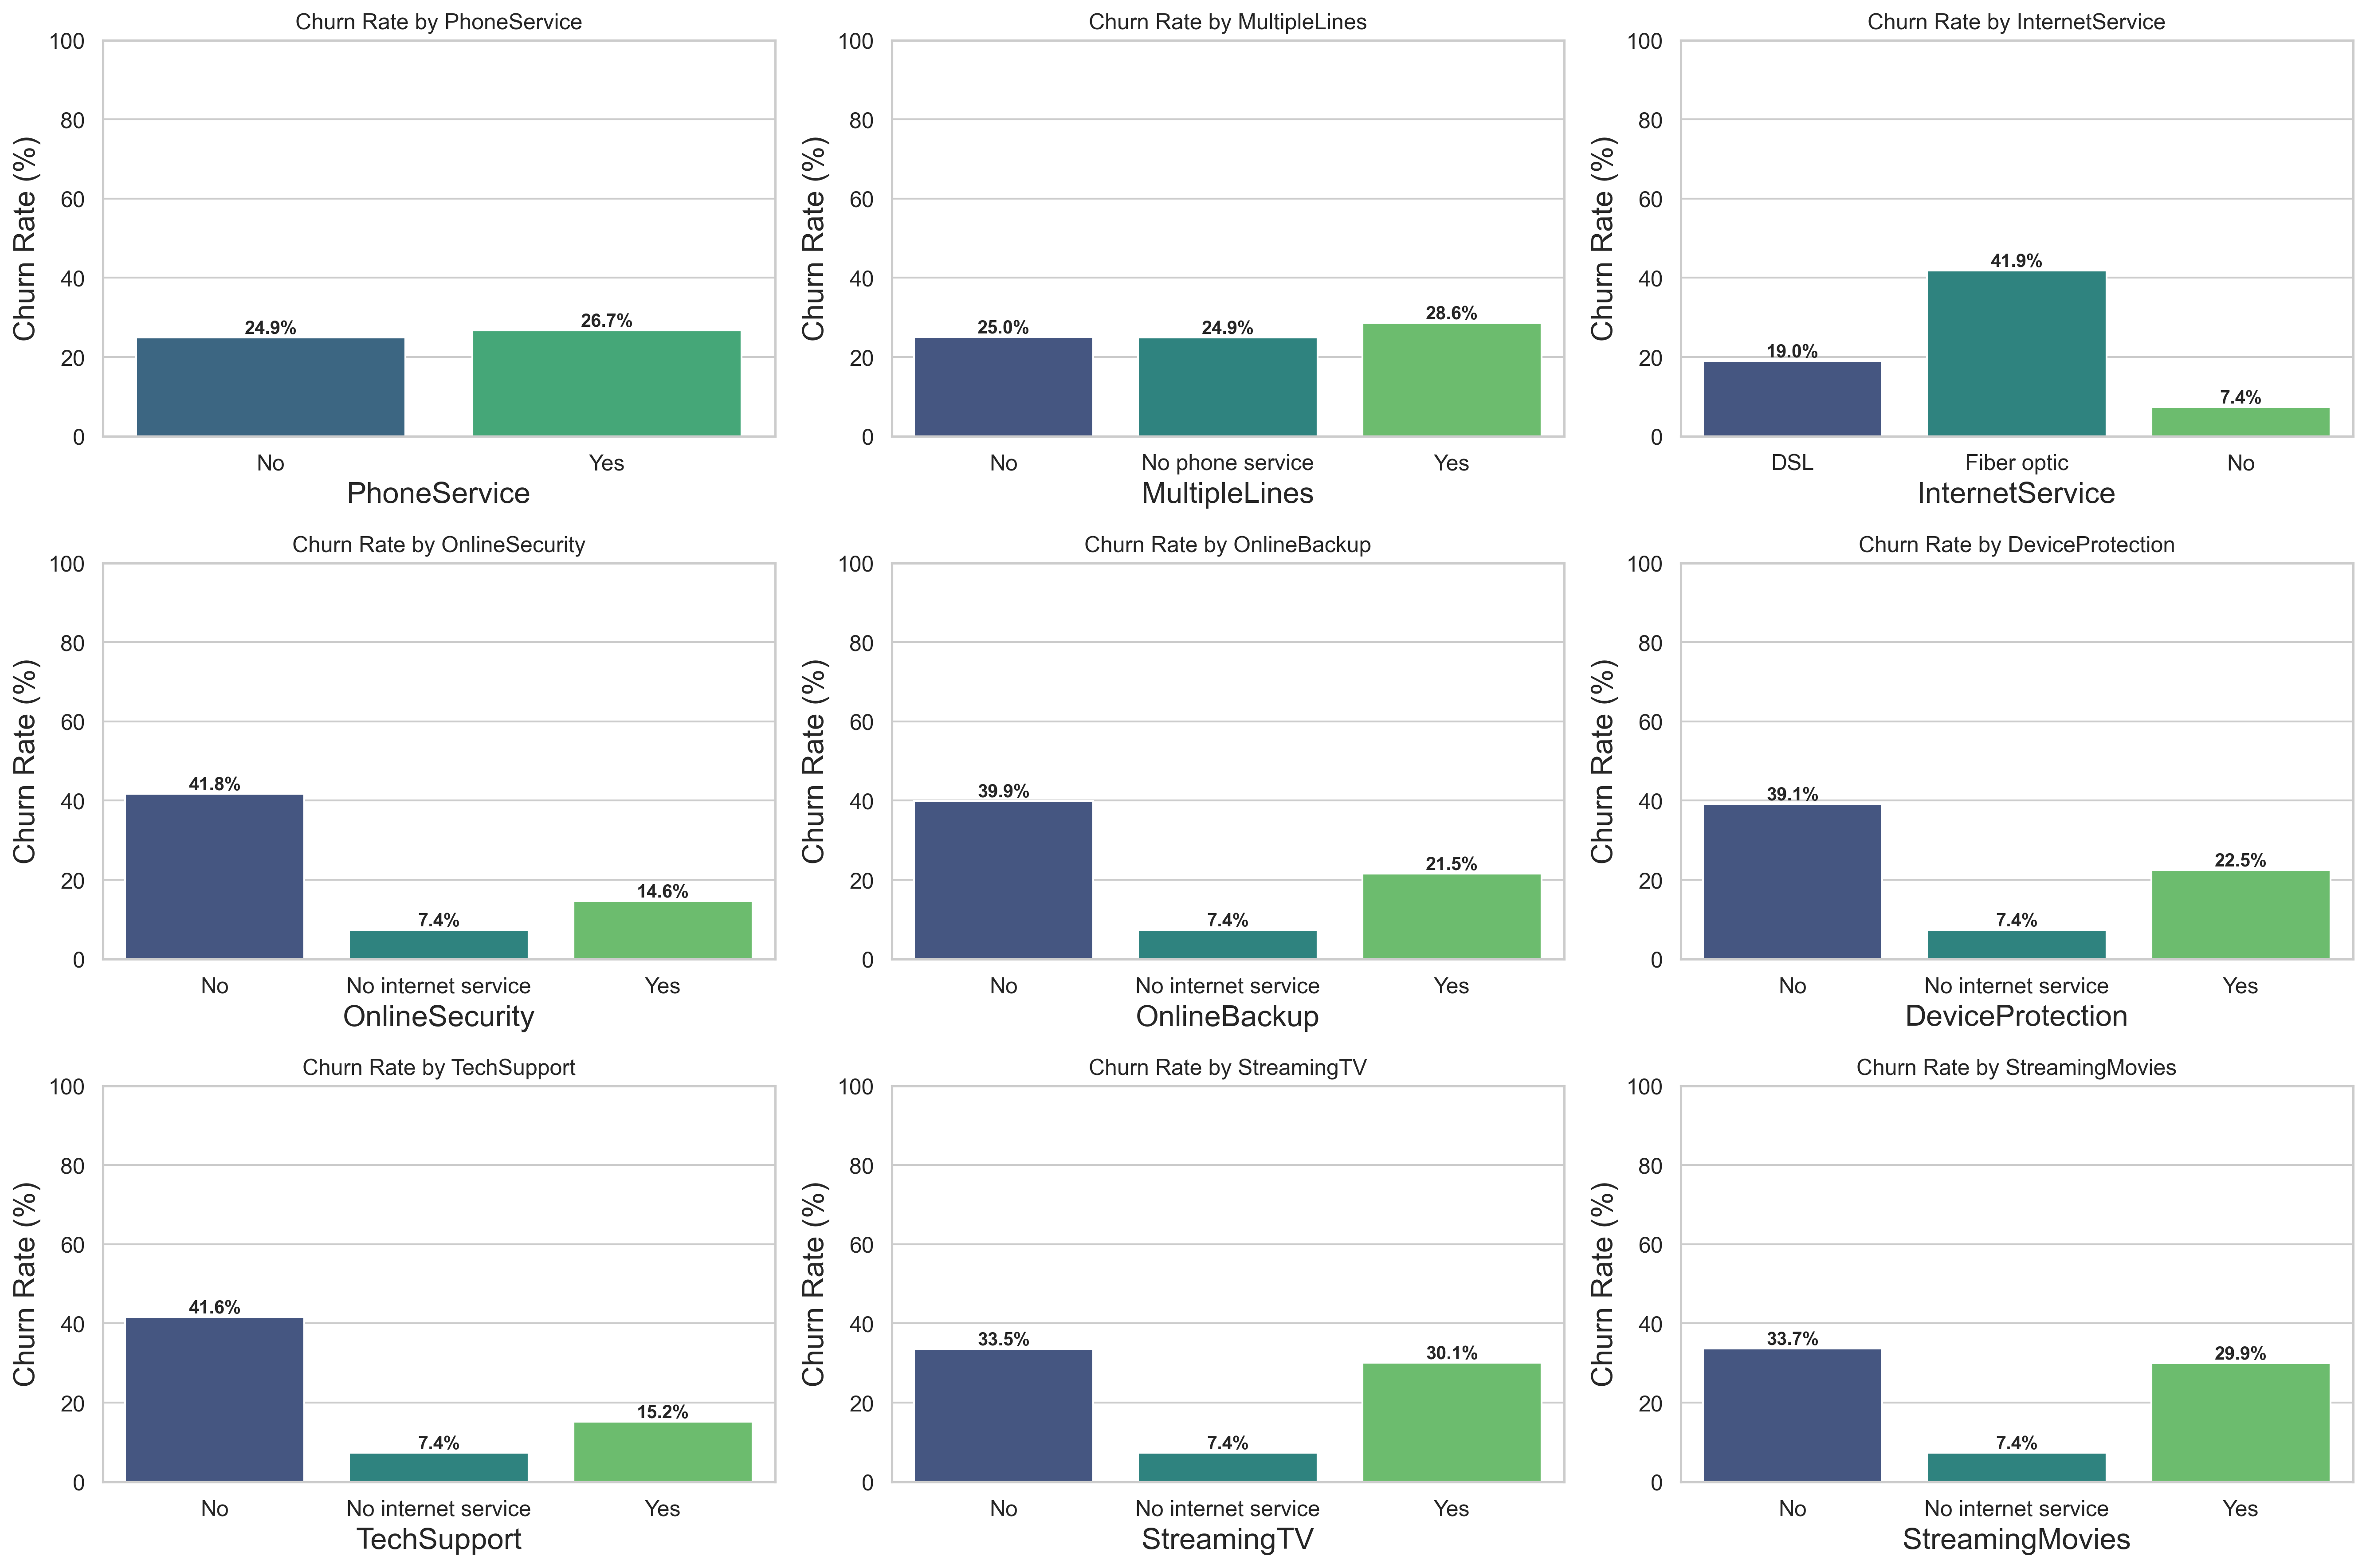 Churn Rate by PhoneService
100
80
60
40
20
0
Churn Rate (%)
24.9%
26.7%
No
Yes
PhoneService
Churn Rate by MultipleLines
100
80
60
40
20
0
Churn Rate (%)
25.0%
24.9%
28.6%
No
No phone service
Yes
MultipleLines
Churn Rate by InternetService
100
80
60
40
20
0
Churn Rate (%)
19.0%
41.9%
7.4%
DSL
Fiber optic
No
InternetService
Churn Rate by OnlineSecurity
100
80
60
40
20
0
Churn Rate (%)
41.8%
7.4%
14.6%
No
No internet service
Yes
OnlineSecurity
Churn Rate by OnlineBackup
100
80
60
40
20
0
Churn Rate (%)
39.9%
7.4%
21.5%
No
No internet service
Yes
OnlineBackup
Churn Rate by DeviceProtection
100
80
60
40
20
0
Churn Rate (%)
39.1%
7.4%
22.5%
No
No internet service
Yes
DeviceProtection
Churn Rate by TechSupport
100
80
60
40
20
0
Churn Rate (%)
41.6%
7.4%
15.2%
No
No internet service
Yes
TechSupport
Churn Rate by StreamingTV
100
80
60
40
20
0
Churn Rate (%)
33.5%
7.4%
30.1%
No
No internet service
Yes
StreamingTV
Churn Rate by StreamingMovies
100
80
60
40
20
0
Churn Rate (%)
33.7%
7.4%
29.9%
No
No internet service
Yes
StreamingMovies